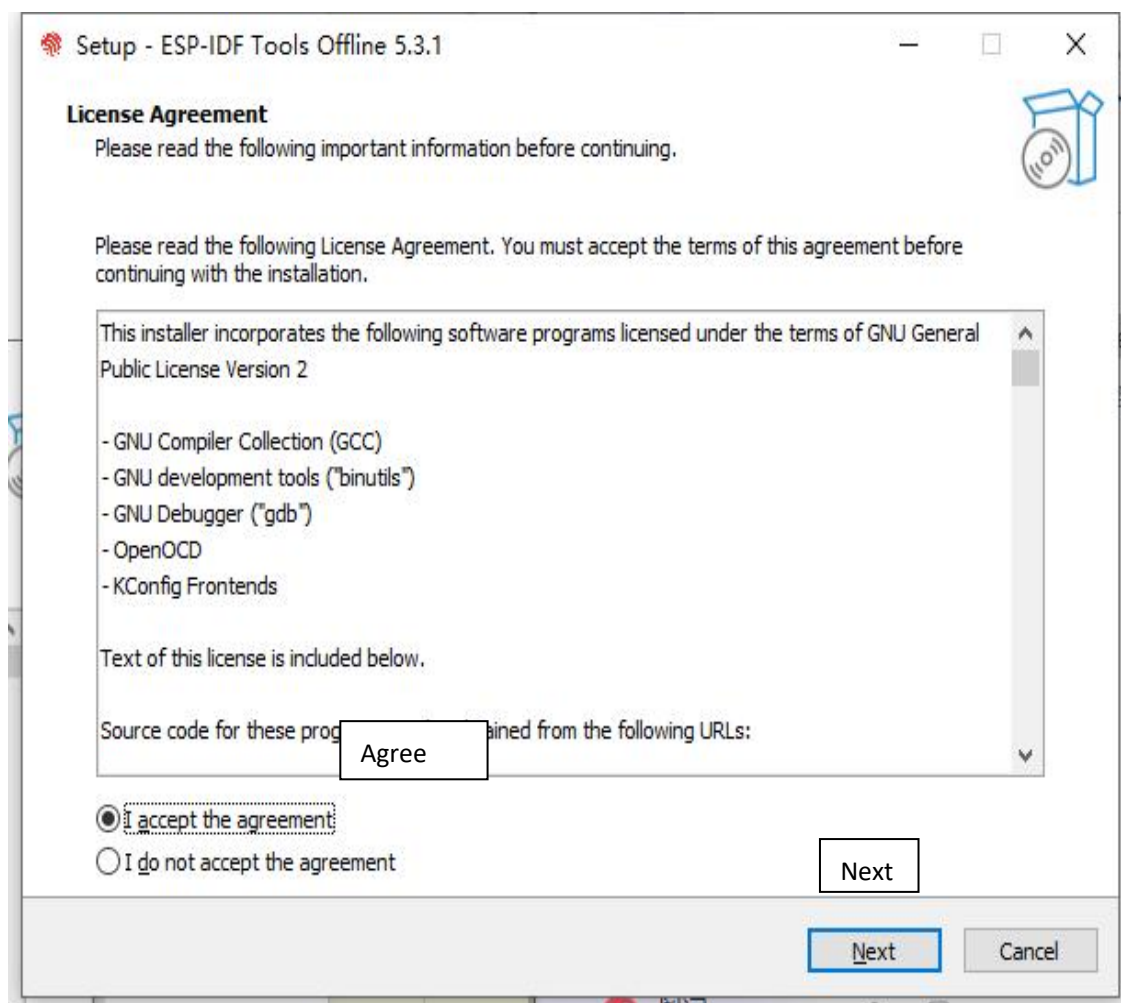 Setup - ESP-IDF Tools Offline 5.3.1
License Agreement
Please read the following important information before continuing.
Please read the following License Agreement. You must accept the terms of this agreement before
continuing with the installation.
This installer incorporates the following software programs licensed under the terms of GNU General
Public License Version 2
- GNU Compiler Collection (GCC)
- GNU development tools ("binutils")
- GNU Debugger ("gdb")
- OpenOCD
- KConfig Frontends
Text of this license is included below.
Source code for these prog ained from the following URLs:
Agree
I accept the agreement
I do not accept the agreement
Next
Next
Cancel